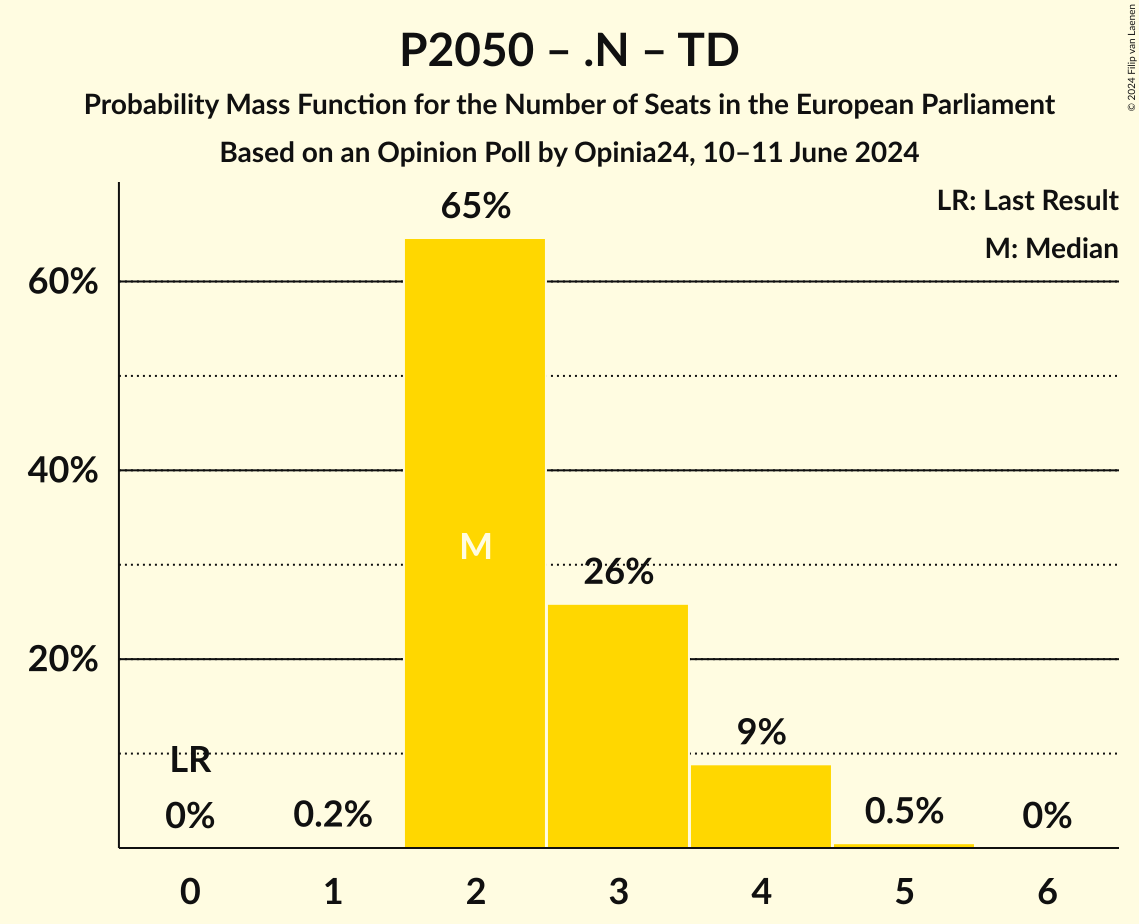 P2050 – .N – TD
Probability Mass Function for the Number of Seats in the European Parliament
Based on an Opinion Poll by Opinia24, 10–11 June 2024
© 2024 Filip van Laenen
LR: Last Result
M: Median
65%
60%
40%
M
26%
20%
9%
LR
0%
0.2%
0.5%
0%
0 1 2 3 4 5 6